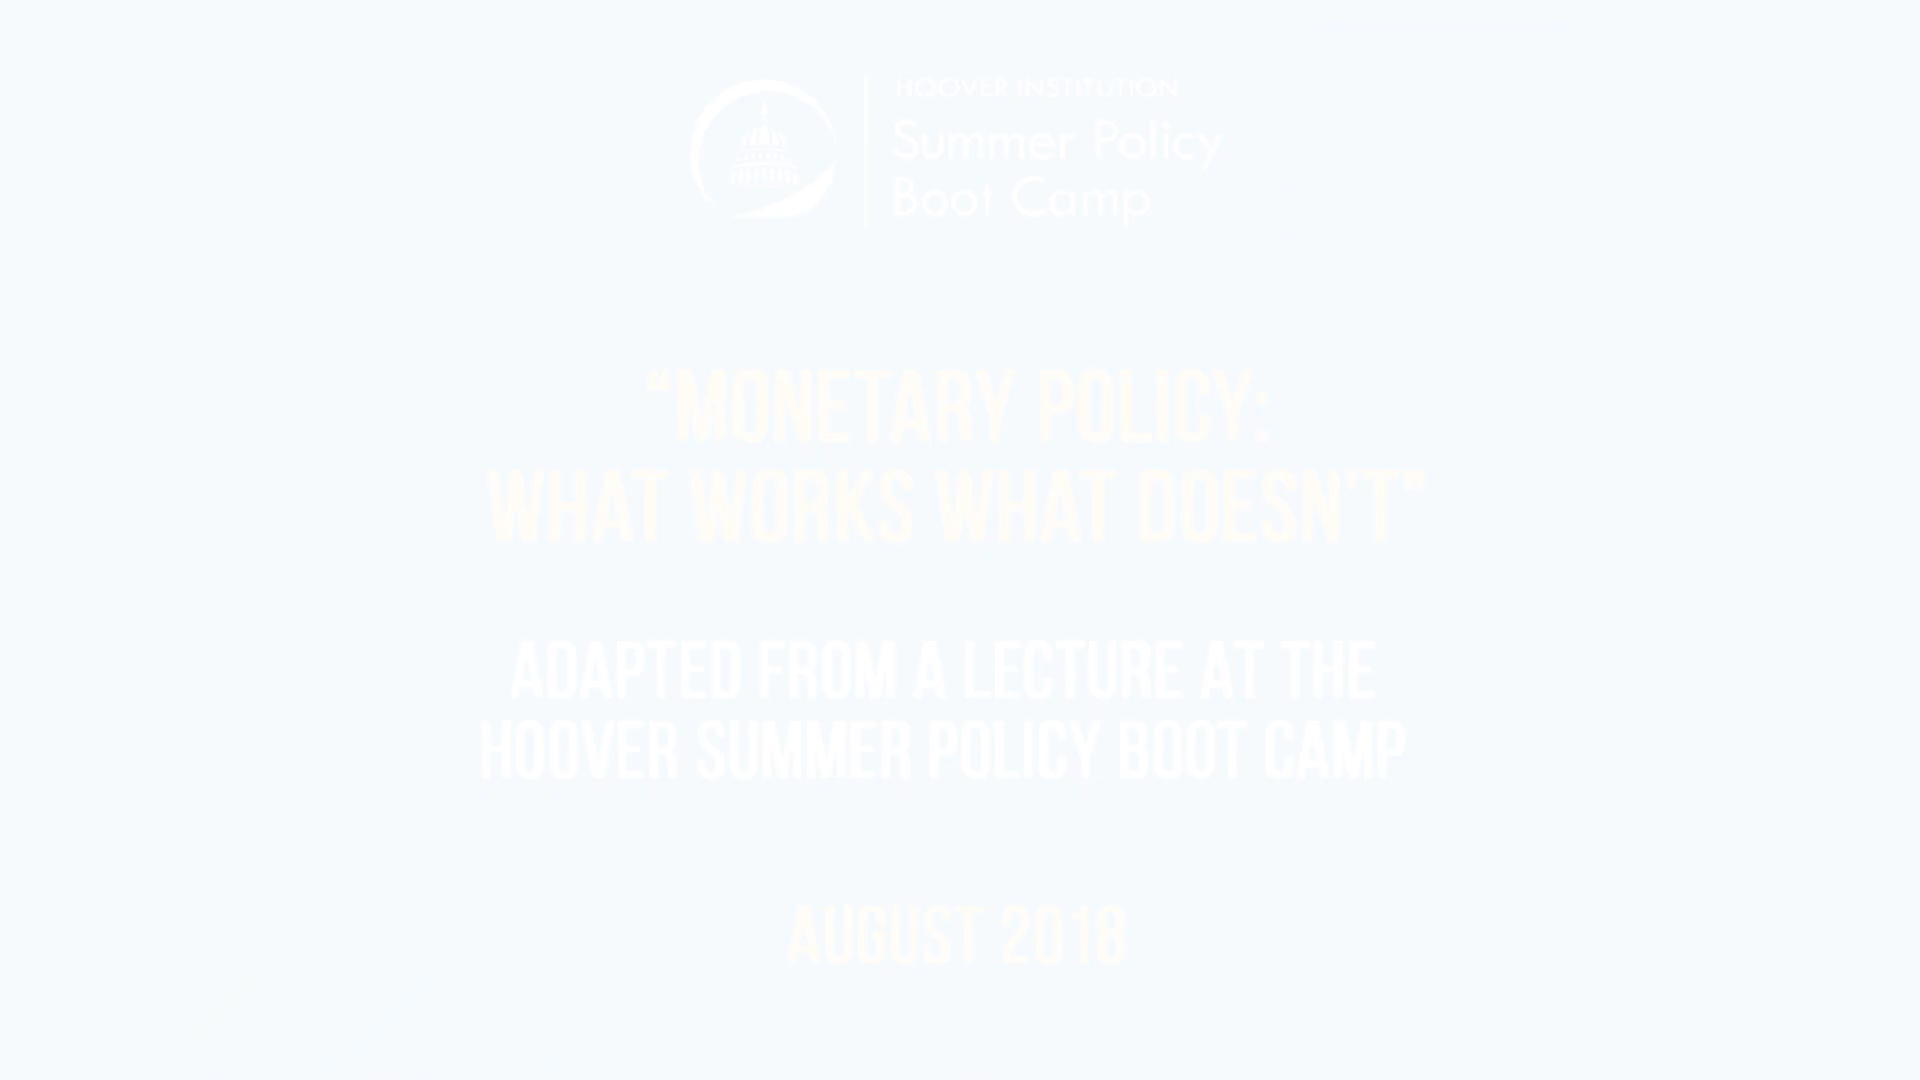 HOOVER INSTITUTION
Summer Policy
Boot Camp
“MONETARY POLICY:
WHAT WORKS WHAT DOESN'T"
ADAPTED FROM A LECTURE AT THE
HOOVER SUMMER POLICY BOOT CAMP
AUGUST 2018